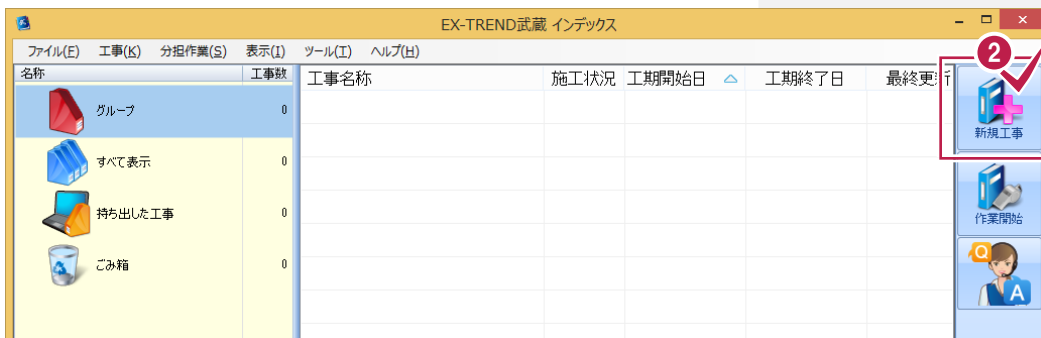 EX-TREND武蔵 インデックス
ファイル(F) 工事(K) 分担作業(S) 表示(I) ツール(T) ヘルプ(H)
名称 工事数 工事名称 施工状況 工期開始日 工期終了日 最終更新
2
グループ 0
新規工事
すべて表示 0
持ち出した工事 0
作業開始
ごみ箱 0
Q
A